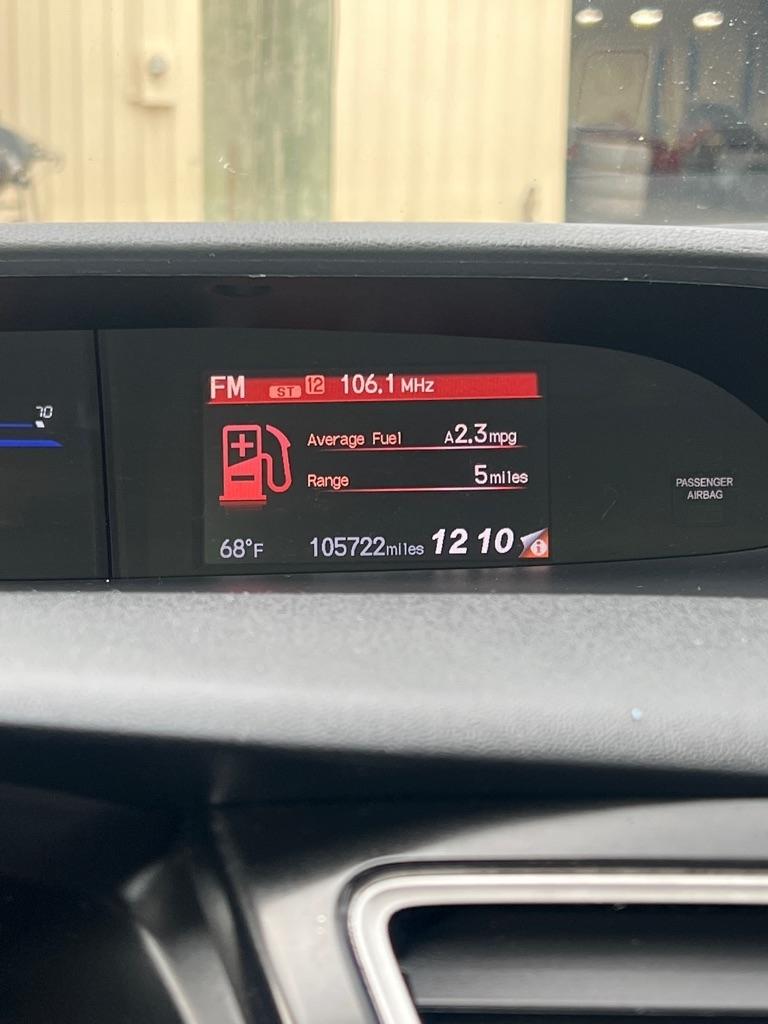 FM ST 12 106.1 MHz
70
Average Fuel A2.3mpg
Range 5miles
PASSENGER
AIRBAG
68°F 105722miles 12 10 i